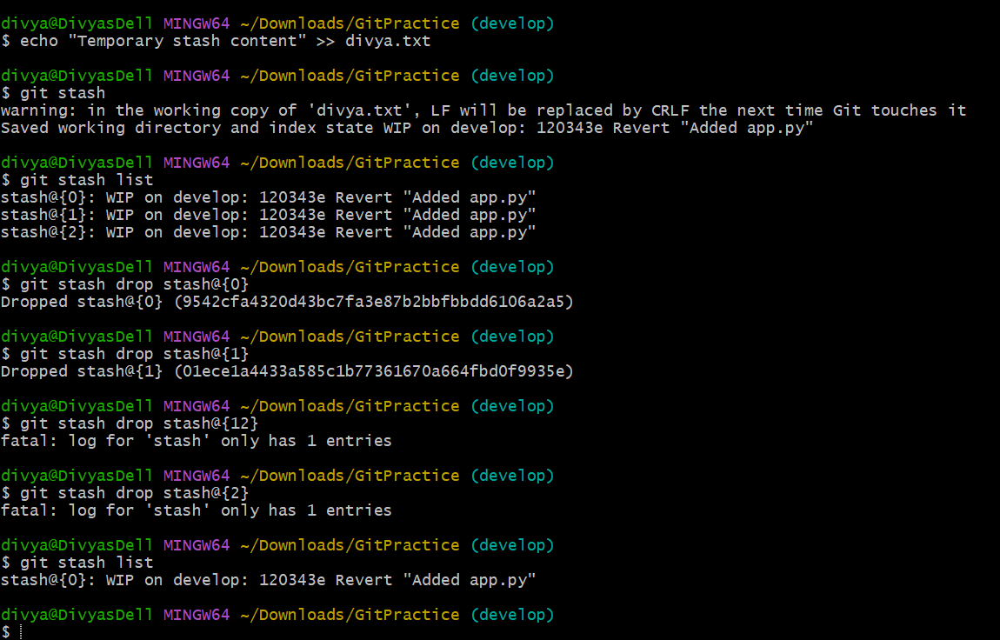 divya@DivyasDell MINGW64 ~/Downloads/GitPractice (develop)
$ echo "Temporary stash content" >> divya.txt
divya@DivyasDell MINGW64 ~/Downloads/GitPractice (develop)
$ git stash
warning: in the working copy of 'divya.txt', LF will be replaced by CRLF the next time Git touches it
Saved working directory and index state WIP on develop: 120343e Revert "Added app.py"
divya@DivyasDell MINGW64 ~/Downloads/GitPractice (develop)
$ git stash list
stash@{0}: WIP on develop: 120343e Revert "Added app.py"
stash@{1}: WIP on develop: 120343e Revert "Added app.py"
stash@{2}: WIP on develop: 120343e Revert "Added app.py"
divya@DivyasDell MINGW64 ~/Downloads/GitPractice (develop)
$ git stash drop stash@{0}
Dropped stash@{0} (9542cfa4320d43bc7fa3e87b2bbfbbdd6106a2a5)
divya@DivyasDell MINGW64 ~/Downloads/GitPractice (develop)
$ git stash drop stash@{1}
Dropped stash@{1} (01ece1a4433a585c1b77361670a664fbd0f9935e)
divya@DivyasDell MINGW64 ~/Downloads/GitPractice (develop)
$ git stash drop stash@{12}
fatal: log for 'stash' only has 1 entries
divya@DivyasDell MINGW64 ~/Downloads/GitPractice (develop)
$ git stash drop stash@{2}
fatal: log for 'stash' only has 1 entries
divya@DivyasDell MINGW64 ~/Downloads/GitPractice (develop)
$ git stash list
stash@{0}: WIP on develop: 120343e Revert "Added app.py"
divya@DivyasDell MINGW64 ~/Downloads/GitPractice (develop)
$